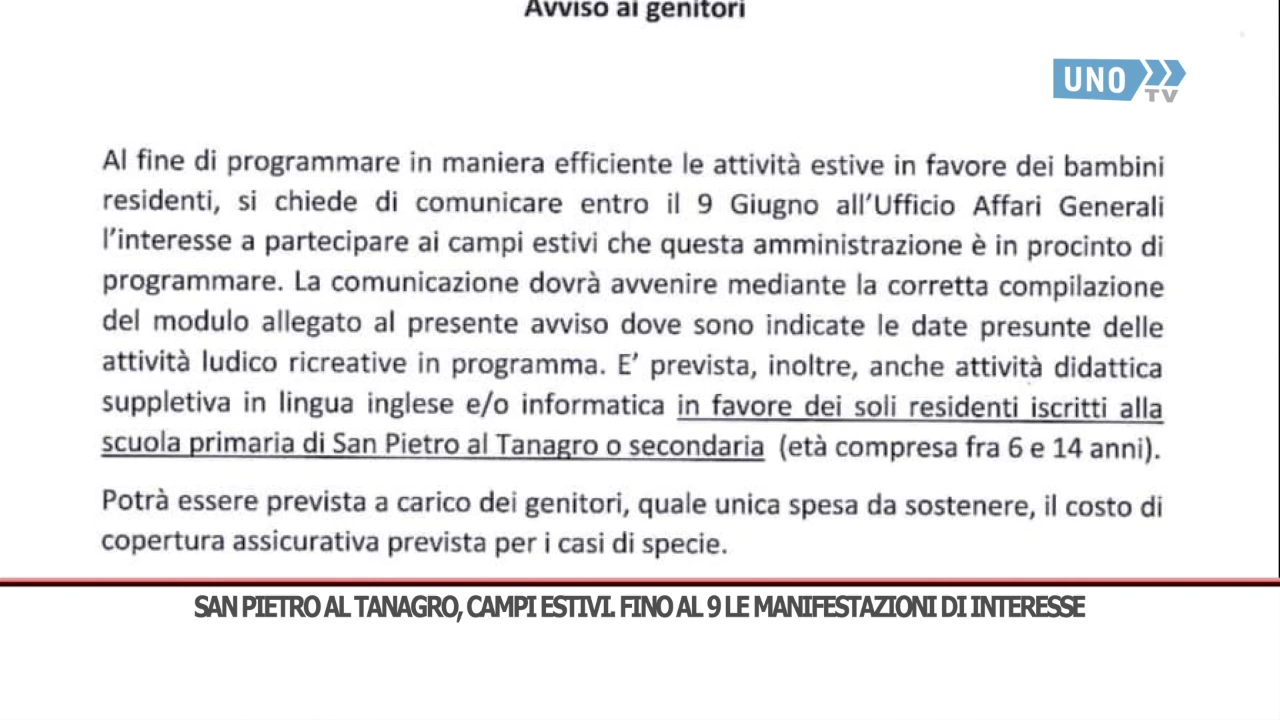 Avviso ai genitori
UNO
TV
Al fine di programmare in maniera efficiente le attività estive in favore dei bambini
residenti, si chiede di comunicare entro il 9 Giugno all'Ufficio Affari Generali
l'interesse a partecipare ai campi estivi che questa amministrazione è in procinto di
programmare. La comunicazione dovrà avvenire mediante la corretta compilazione
del modulo allegato al presente avviso dove sono indicate le date presunte delle
attività ludico ricreative in programma. E' prevista, inoltre, anche attività didattica
suppletiva in lingua inglese e/o informatica in favore dei soli residenti iscritti alla
scuola primaria di San Pietro al Tanagro o secondaria (età compresa fra 6 e 14 anni).
Potrà essere prevista a carico dei genitori, quale unica spesa da sostenere, il costo di
copertura assicurativa prevista per i casi di specie.
SAN PIETRO AL TANAGRO, CAMPI ESTIVI. FINO AL 9 LE MANIFESTAZIONI DI INTERESSE